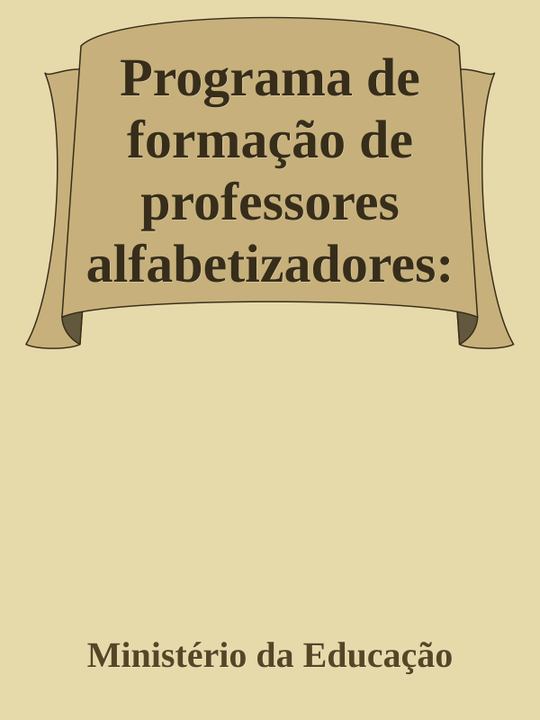 Programa de
formação de
professores
alfabetizadores:
Ministério da Educação